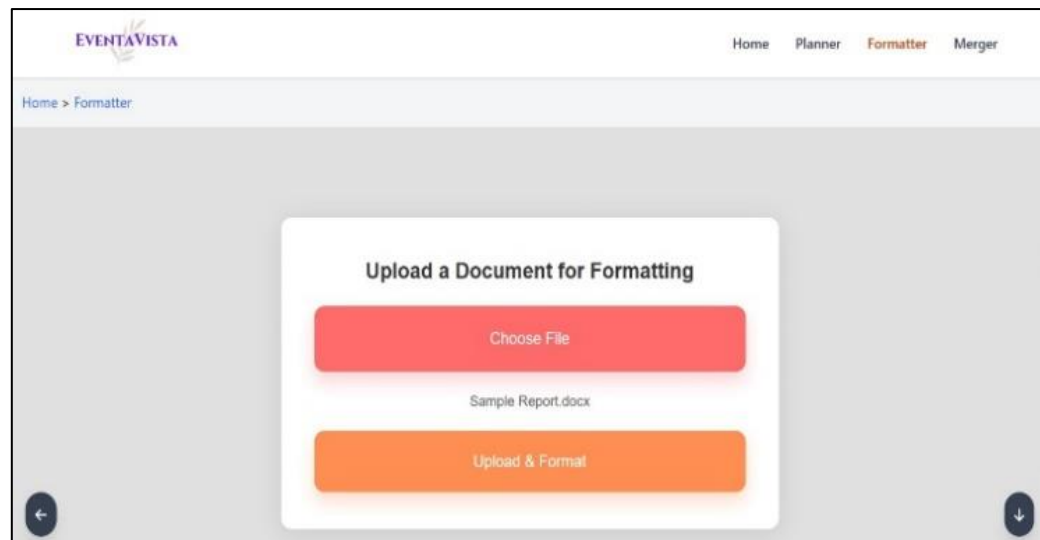 EVENTAVISTA
Home Planner Formatter Merger
Home > Formatter
Upload a Document for Formatting
Choose File
Sample Report.docx
Upload & Format